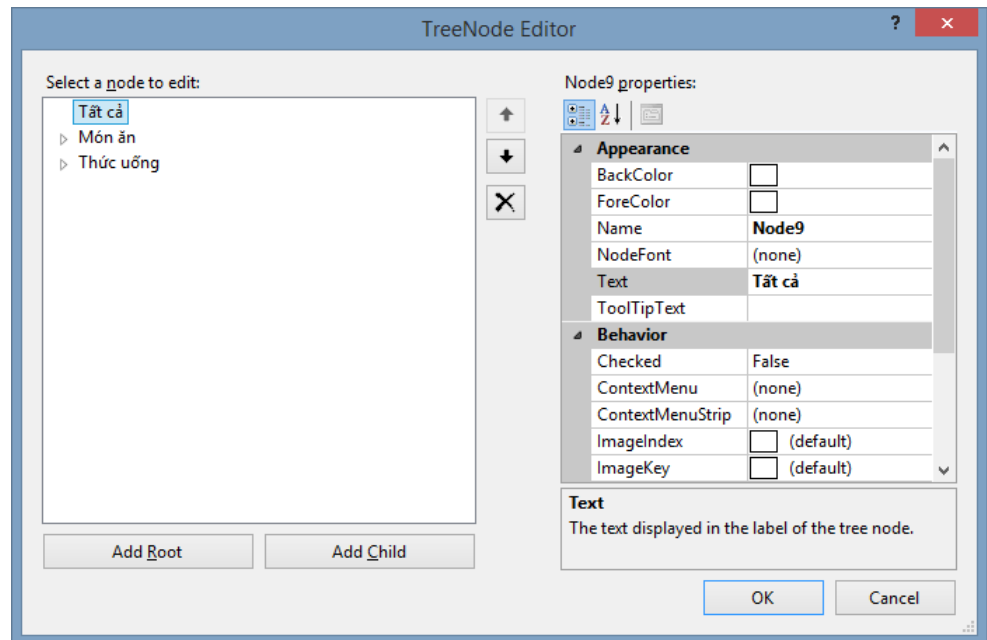 TreeNode Editor
?
Select a node to edit:
Tất cả
Món ăn
Thức uống
Add Root
Add Child
Node9 properties:
Appearance
BackColor
ForeColor
Name Node9
NodeFont (none)
Text Tất cả
ToolTipText
Behavior
Checked False
ContextMenu (none)
ContextMenuStrip (none)
ImageIndex (default)
ImageKey (default)
Text
The text displayed in the label of the tree node.
OK
Cancel